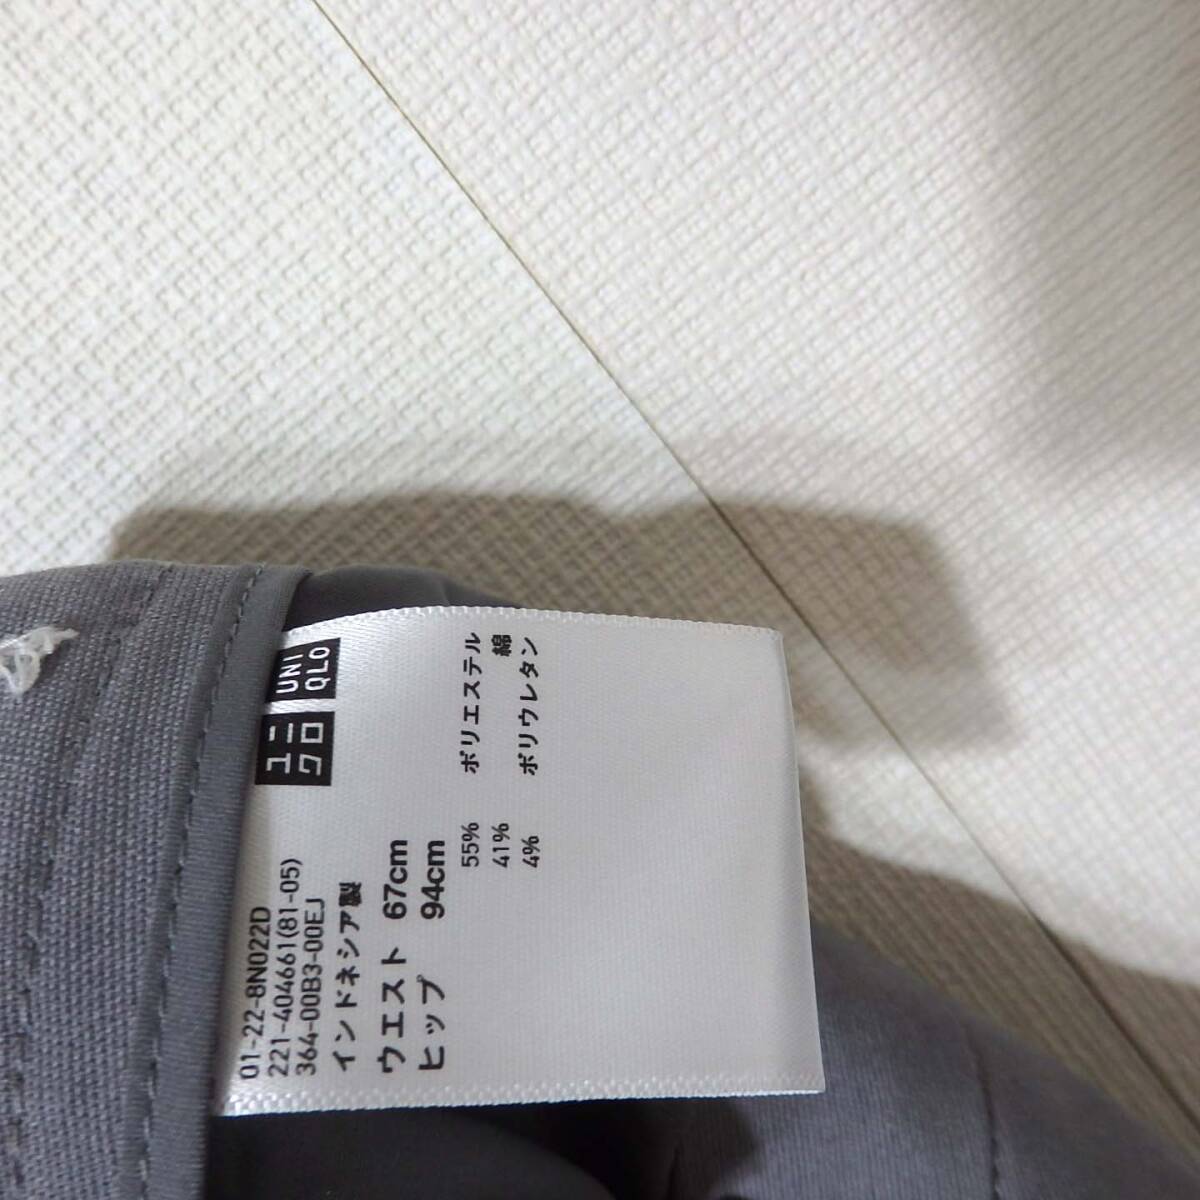 ユニ
クロ
UNI
QLO
01-22-8N022D
221-404661(81-05)
364-00B3-00EJ
インドネシア製
ウエスト 67cm
ヒップ 94cm
55% ポリエステル
41% 綿
4% ポリウレタン